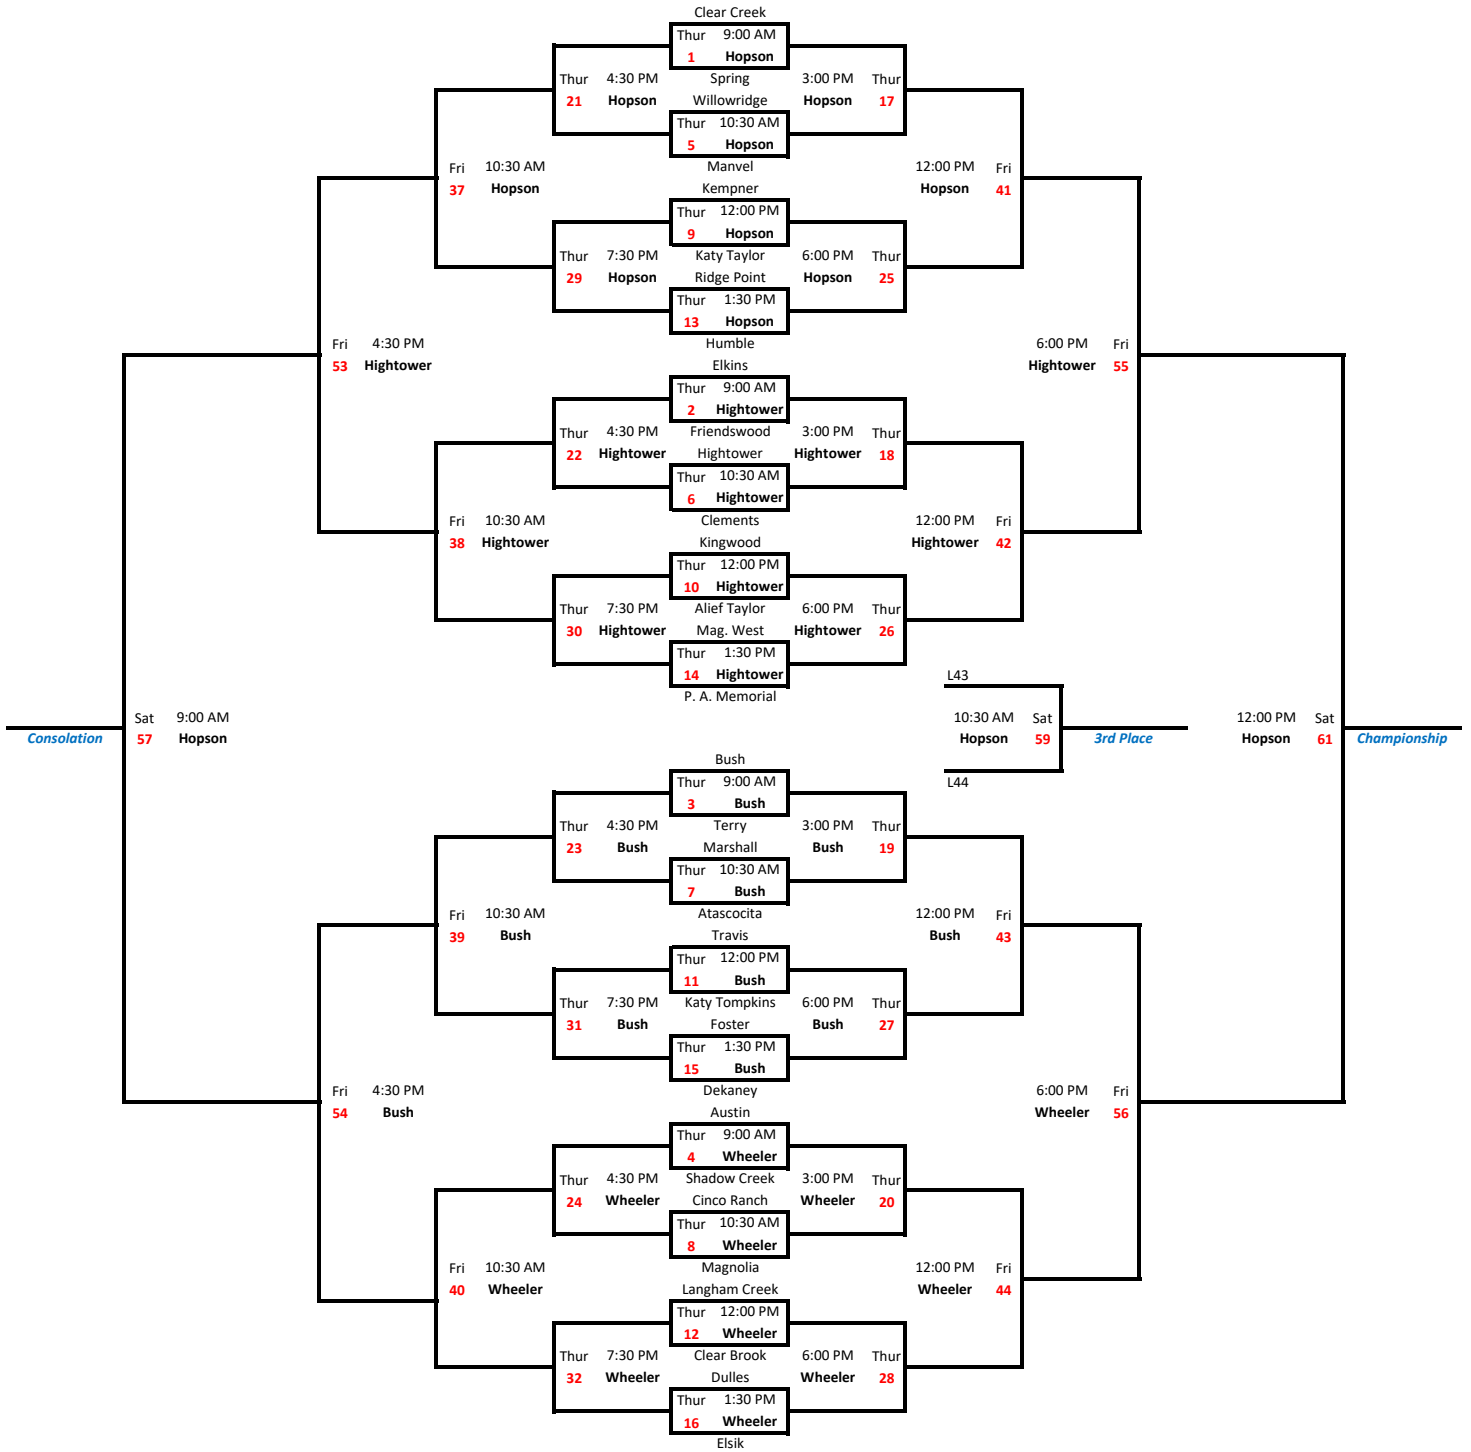 Clear Creek
Thur 9:00 AM
1 Hopson
Thur 4:30 PM Spring 3:00 PM Thur
21 Hopson Willowridge Hopson 17
Thur 10:30 AM
5 Hopson
Fri 10:30 AM Manvel 12:00 PM Fri
37 Hopson Kempner Hopson 41
Thur 12:00 PM
9 Hopson
Thur 7:30 PM Katy Taylor 6:00 PM Thur
29 Hopson Ridge Point Hopson 25
Thur 1:30 PM
13 Hopson
Fri 4:30 PM Humble 6:00 PM Fri
53 Hightower Elkins Hightower 55
Thur 9:00 AM
2 Hightower
Thur 4:30 PM Friendswood 3:00 PM Thur
22 Hightower Hightower Hightower 18
Thur 10:30 AM
6 Hightower
Fri 10:30 AM Clements 12:00 PM Fri
38 Hightower Kingwood Hightower 42
Thur 12:00 PM
10 Hightower
Thur 7:30 PM Alief Taylor 6:00 PM Thur
30 Hightower Mag. West Hightower 26
Thur 1:30 PM
14 Hightower L43
P. A. Memorial
Sat 9:00 AM 10:30 AM Sat 12:00 PM Sat
Consolation 57 Hopson Hopson 59 3rd Place Hopson 61 Championship
Bush
Thur 9:00 AM L44
3 Bush
Thur 4:30 PM Terry 3:00 PM Thur
23 Bush Marshall Bush 19
Thur 10:30 AM
7 Bush
Fri 10:30 AM Atascocita 12:00 PM Fri
39 Bush Travis Bush 43
Thur 12:00 PM
11 Bush
Thur 7:30 PM Katy Tompkins 6:00 PM Thur
31 Bush Foster Bush 27
Thur 1:30 PM
15 Bush
Fri 4:30 PM Dekaney 6:00 PM Fri
54 Bush Austin Wheeler 56
Thur 9:00 AM
4 Wheeler
Thur 4:30 PM Shadow Creek 3:00 PM Thur
24 Wheeler Cinco Ranch Wheeler 20
Thur 10:30 AM
8 Wheeler
Fri 10:30 AM Magnolia 12:00 PM Fri
40 Wheeler Langham Creek Wheeler 44
Thur 12:00 PM
12 Wheeler
Thur 7:30 PM Clear Brook 6:00 PM Thur
32 Wheeler Dulles Wheeler 28
Thur 1:30 PM
16 Wheeler
Elsik